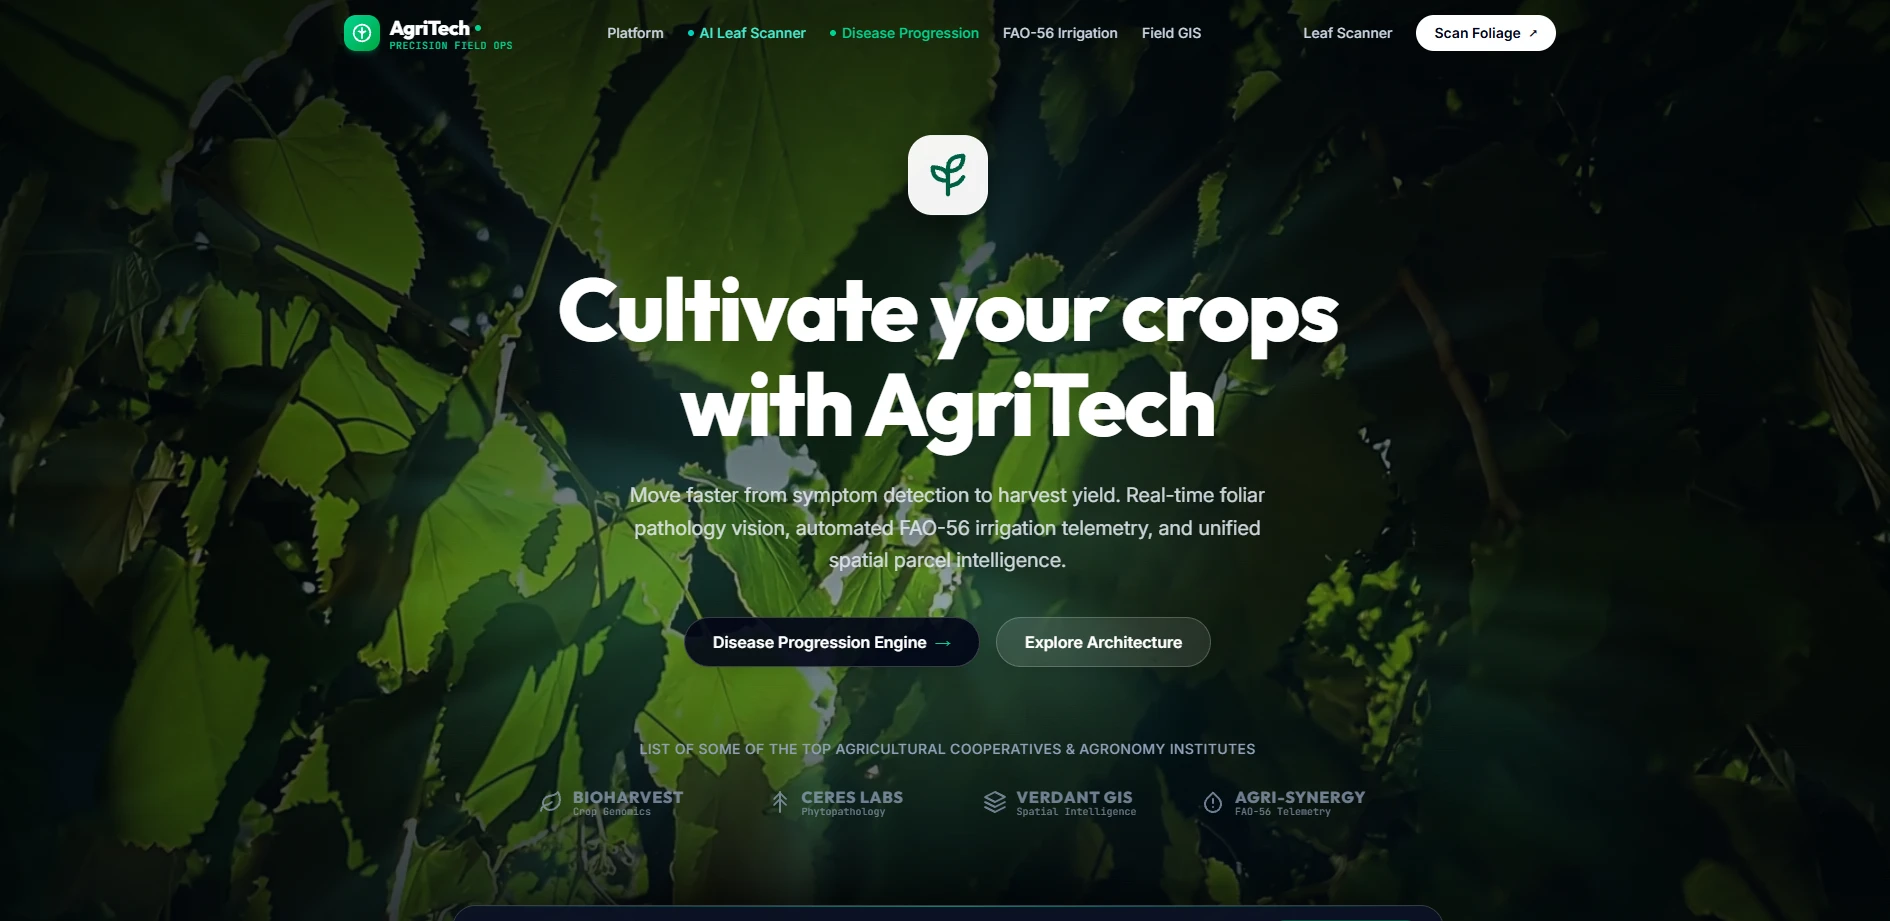 AgriTech
PRECISION FIELD OPS
Platform
AI Leaf Scanner
Disease Progression
FAO-56 Irrigation
Field GIS
Leaf Scanner
Scan Foliage ↗
Cultivate your crops
with AgriTech
Move faster from symptom detection to harvest yield. Real-time foliar
pathology vision, automated FAO-56 irrigation telemetry, and unified
spatial parcel intelligence.
Disease Progression Engine →
Explore Architecture
LIST OF SOME OF THE TOP AGRICULTURAL COOPERATIVES & AGRONOMY INSTITUTES
BIOHARVEST
Crop Genomics
CERES LABS
Phytopathology
VERDANT GIS
Spatial Intelligence
AGRI-SYNERGY
FAO-56 Telemetry